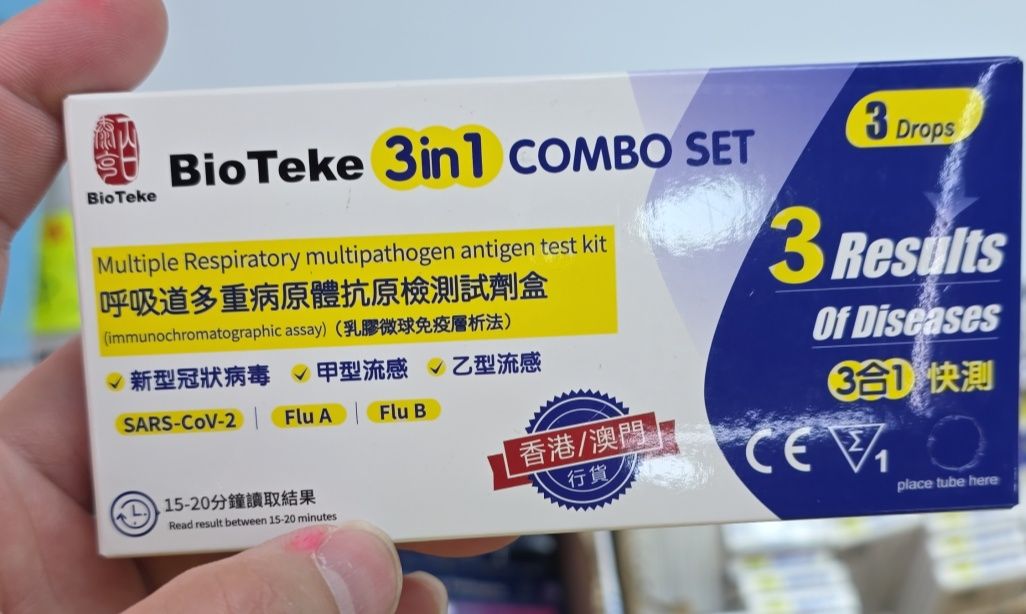 BioTeke
BioTeke 3in1 COMBO SET
3 Drops
Multiple Respiratory multipathogen antigen test kit
呼吸道多重病原體抗原檢測試劑盒
(immunochromatographic assay)（乳膠微球免疫層析法）
新型冠狀病毒 甲型流感 乙型流感
SARS-CoV-2 Flu A Flu B
3 Results
Of Diseases
3合1 快測
香港/澳門
行貨
CE Σ 1
place tube here
15-20分鐘讀取結果
Read result between 15-20 minutes